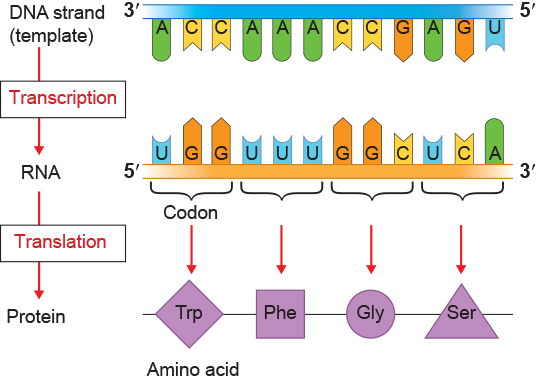 DNA strand
(template)
3′ 5′
A C C A A A C C G A G U
Transcription
U G G U U U G G C U C A
RNA
5′ 3′
Codon
Translation
Protein
Trp Phe Gly Ser
Amino acid